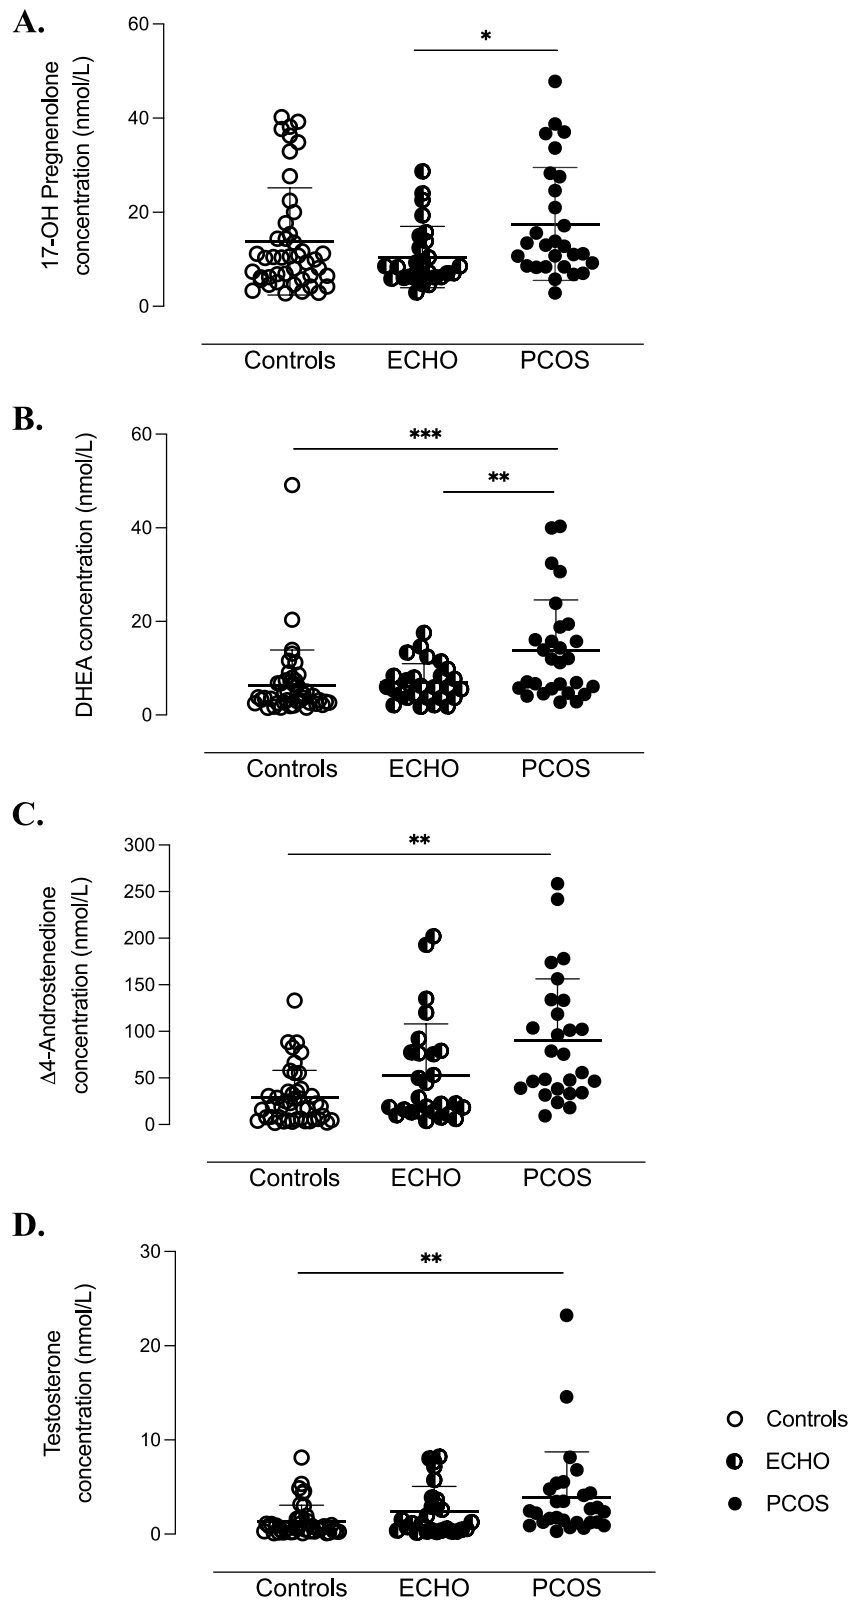 A.
17-OH Pregnenolone
concentration (nmol/L)
60
40
20
0
*
Controls ECHO PCOS
B.
DHEA concentration (nmol/L)
60
40
20
0
***
**
Controls ECHO PCOS
C.
Δ4-Androstenedione
concentration (nmol/L)
300
250
200
150
100
50
0
**
Controls ECHO PCOS
D.
Testosterone
concentration (nmol/L)
30
20
10
0
**
Controls ECHO PCOS
Controls
ECHO
PCOS